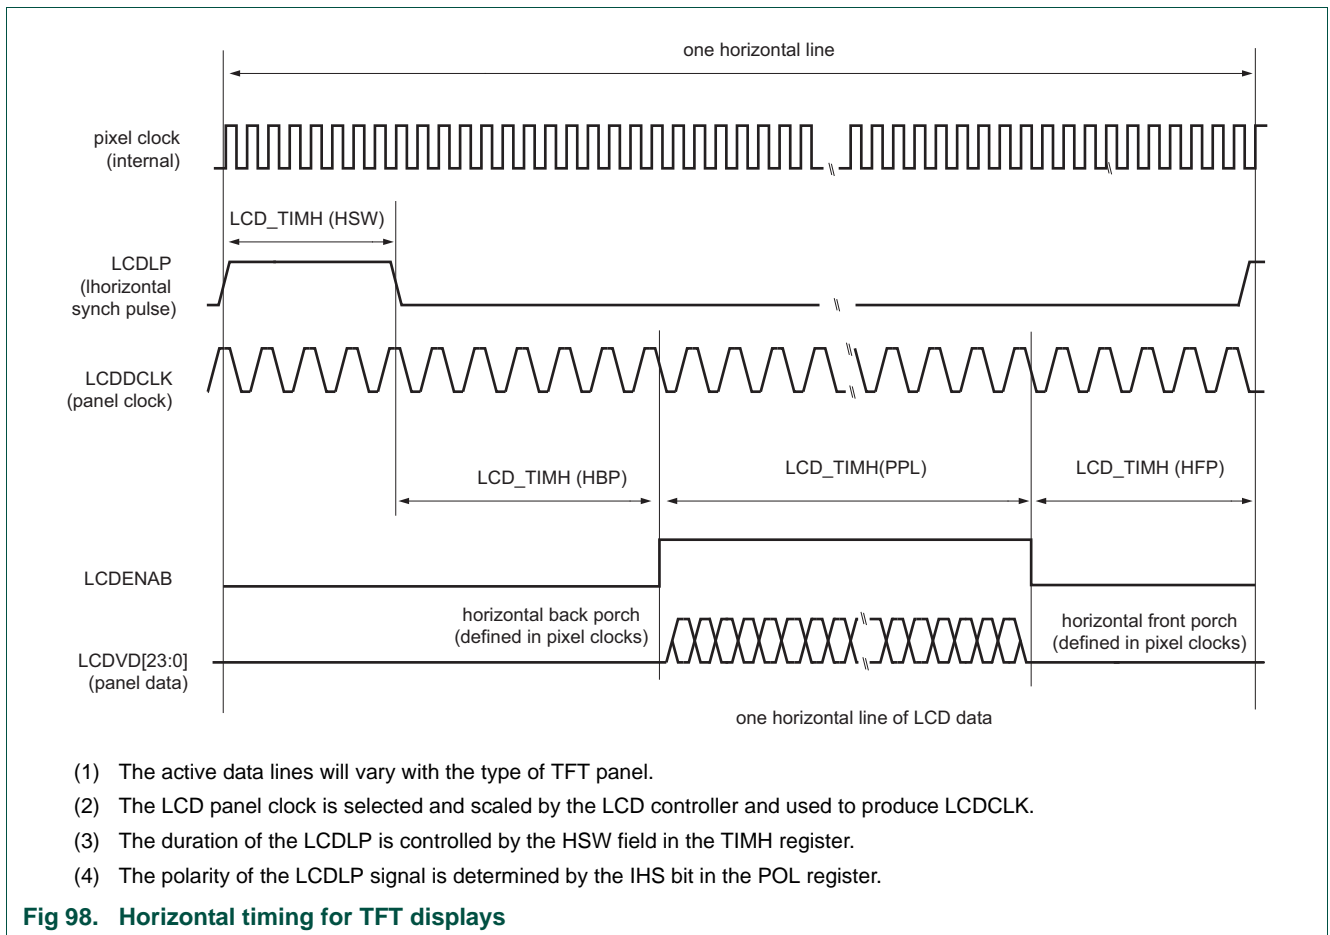 one horizontal line
pixel clock
(internal)
LCD_TIMH (HSW)
LCDLP
(lhorizontal
synch pulse)
LCDDCLK
(panel clock)
LCD_TIMH (HBP)
LCD_TIMH(PPL)
LCD_TIMH (HFP)
LCDENAB
horizontal back porch
(defined in pixel clocks)
horizontal front porch
(defined in pixel clocks)
LCDVD[23:0]
(panel data)
one horizontal line of LCD data
(1) The active data lines will vary with the type of TFT panel.
(2) The LCD panel clock is selected and scaled by the LCD controller and used to produce LCDCLK.
(3) The duration of the LCDLP is controlled by the HSW field in the TIMH register.
(4) The polarity of the LCDLP signal is determined by the IHS bit in the POL register.
Fig 98. Horizontal timing for TFT displays